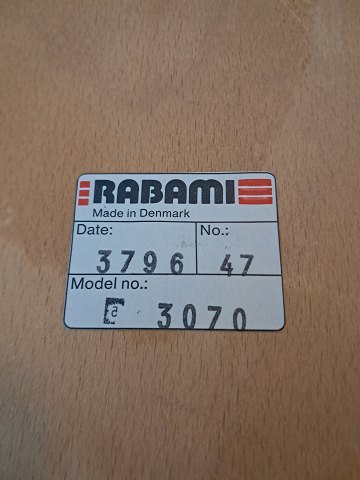 RABAMI
Made in Denmark
Date: No.:
3796 47
Model no.:
3070